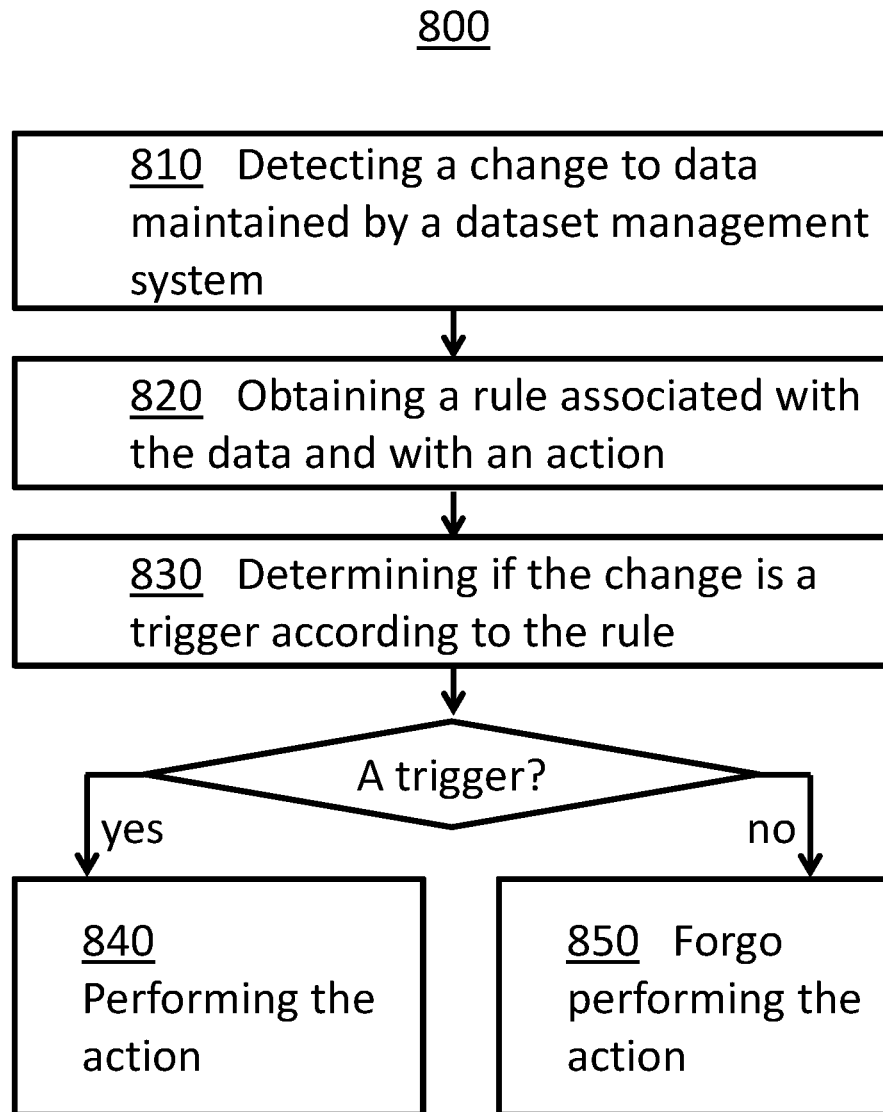 800
810 Detecting a change to data
maintained by a dataset management
system
820 Obtaining a rule associated with
the data and with an action
830 Determining if the change is a
trigger according to the rule
A trigger?
yes
no
840
Performing the
action
850 Forgo
performing the
action